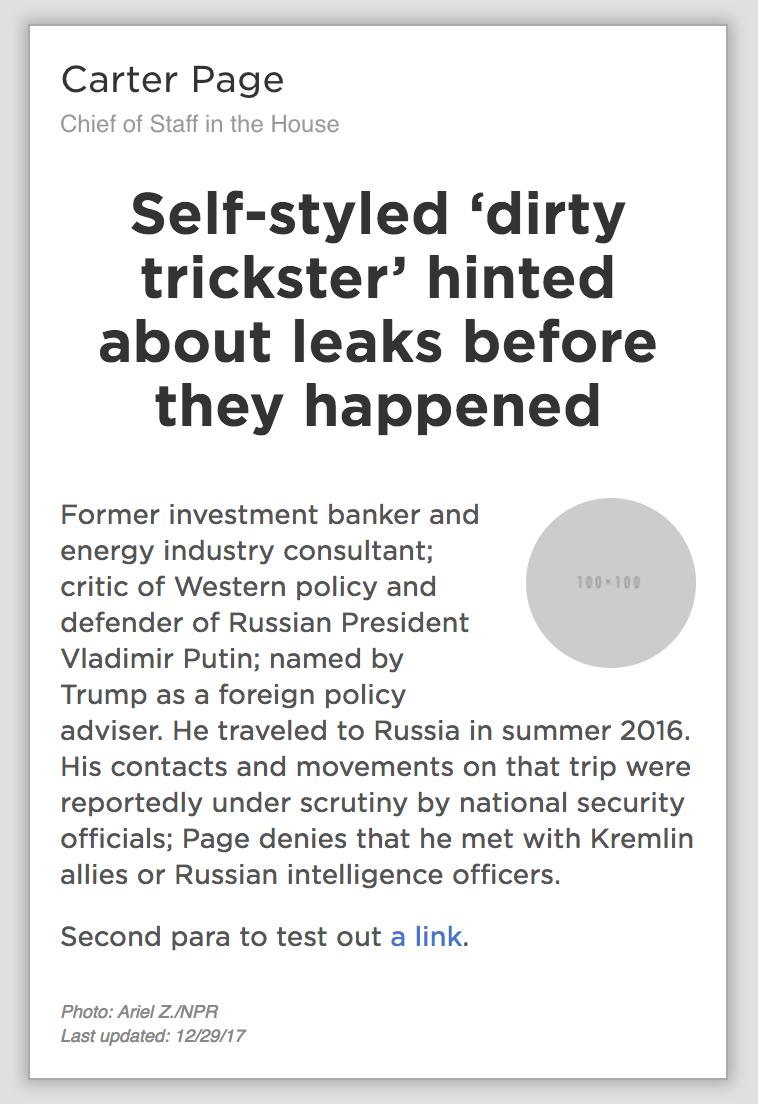 Carter Page
Chief of Staff in the House
Self-styled ‘dirty
trickster’ hinted
about leaks before
they happened
Former investment banker and
energy industry consultant;
critic of Western policy and
defender of Russian President
Vladimir Putin; named by
Trump as a foreign policy
adviser. He traveled to Russia in summer 2016.
His contacts and movements on that trip were
reportedly under scrutiny by national security
officials; Page denies that he met with Kremlin
allies or Russian intelligence officers.
100×100
Second para to test out a link.
Photo: Ariel Z./NPR
Last updated: 12/29/17